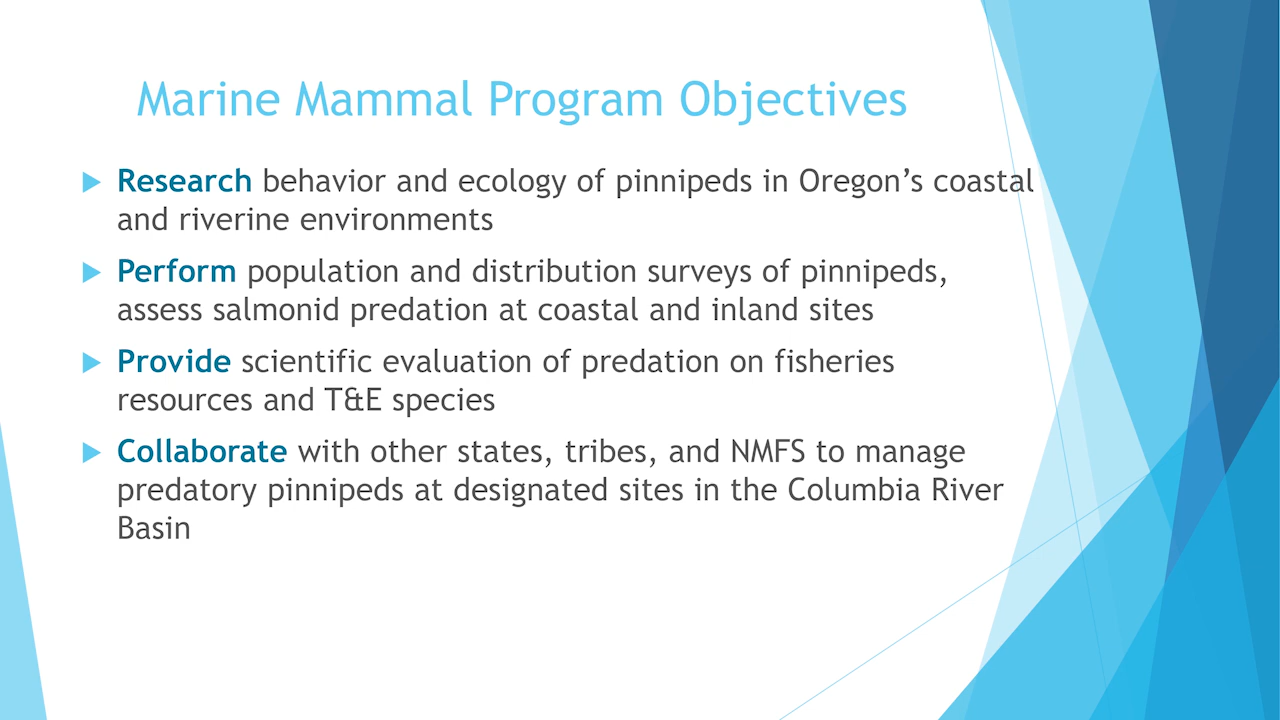 Marine Mammal Program Objectives
Research behavior and ecology of pinnipeds in Oregon’s coastal
and riverine environments
Perform population and distribution surveys of pinnipeds,
assess salmonid predation at coastal and inland sites
Provide scientific evaluation of predation on fisheries
resources and T&E species
Collaborate with other states, tribes, and NMFS to manage
predatory pinnipeds at designated sites in the Columbia River
Basin